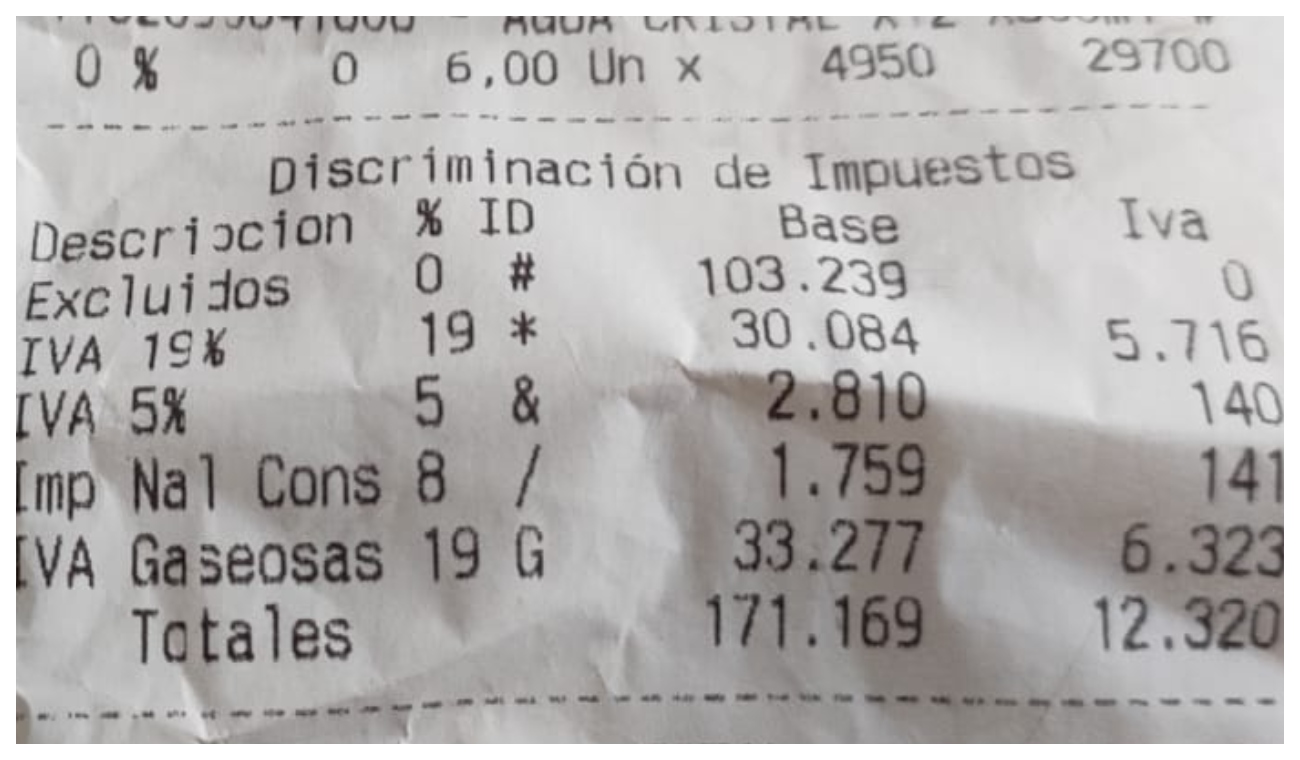 AGUA CRISTAL
0 % 0 6,00 Un x 4950 29700
Discriminación de Impuestos
Descripcion % ID Base Iva
Excluidos 0 # 103.239 0
IVA 19% 19 * 30.084 5.716
IVA 5% 5 & 2.810 140
Imp Nal Cons 8 / 1.759 141
IVA Gaseosas 19 G 33.277 6.323
Totales 171.169 12.320